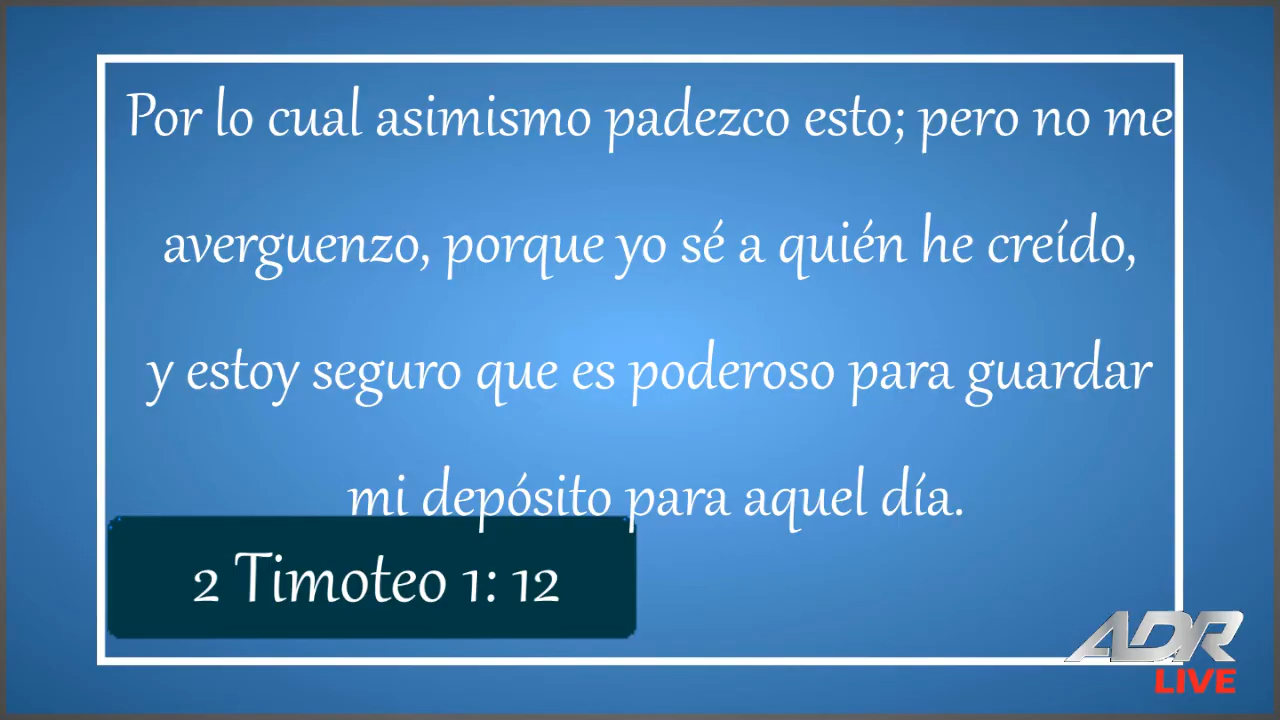 Por lo cual asimismo padezco esto; pero no me
averguenzo, porque yo sé a quién he creído,
y estoy seguro que es poderoso para guardar
mi depósito para aquel día.
2 Timoteo 1: 12
ADR
LIVE